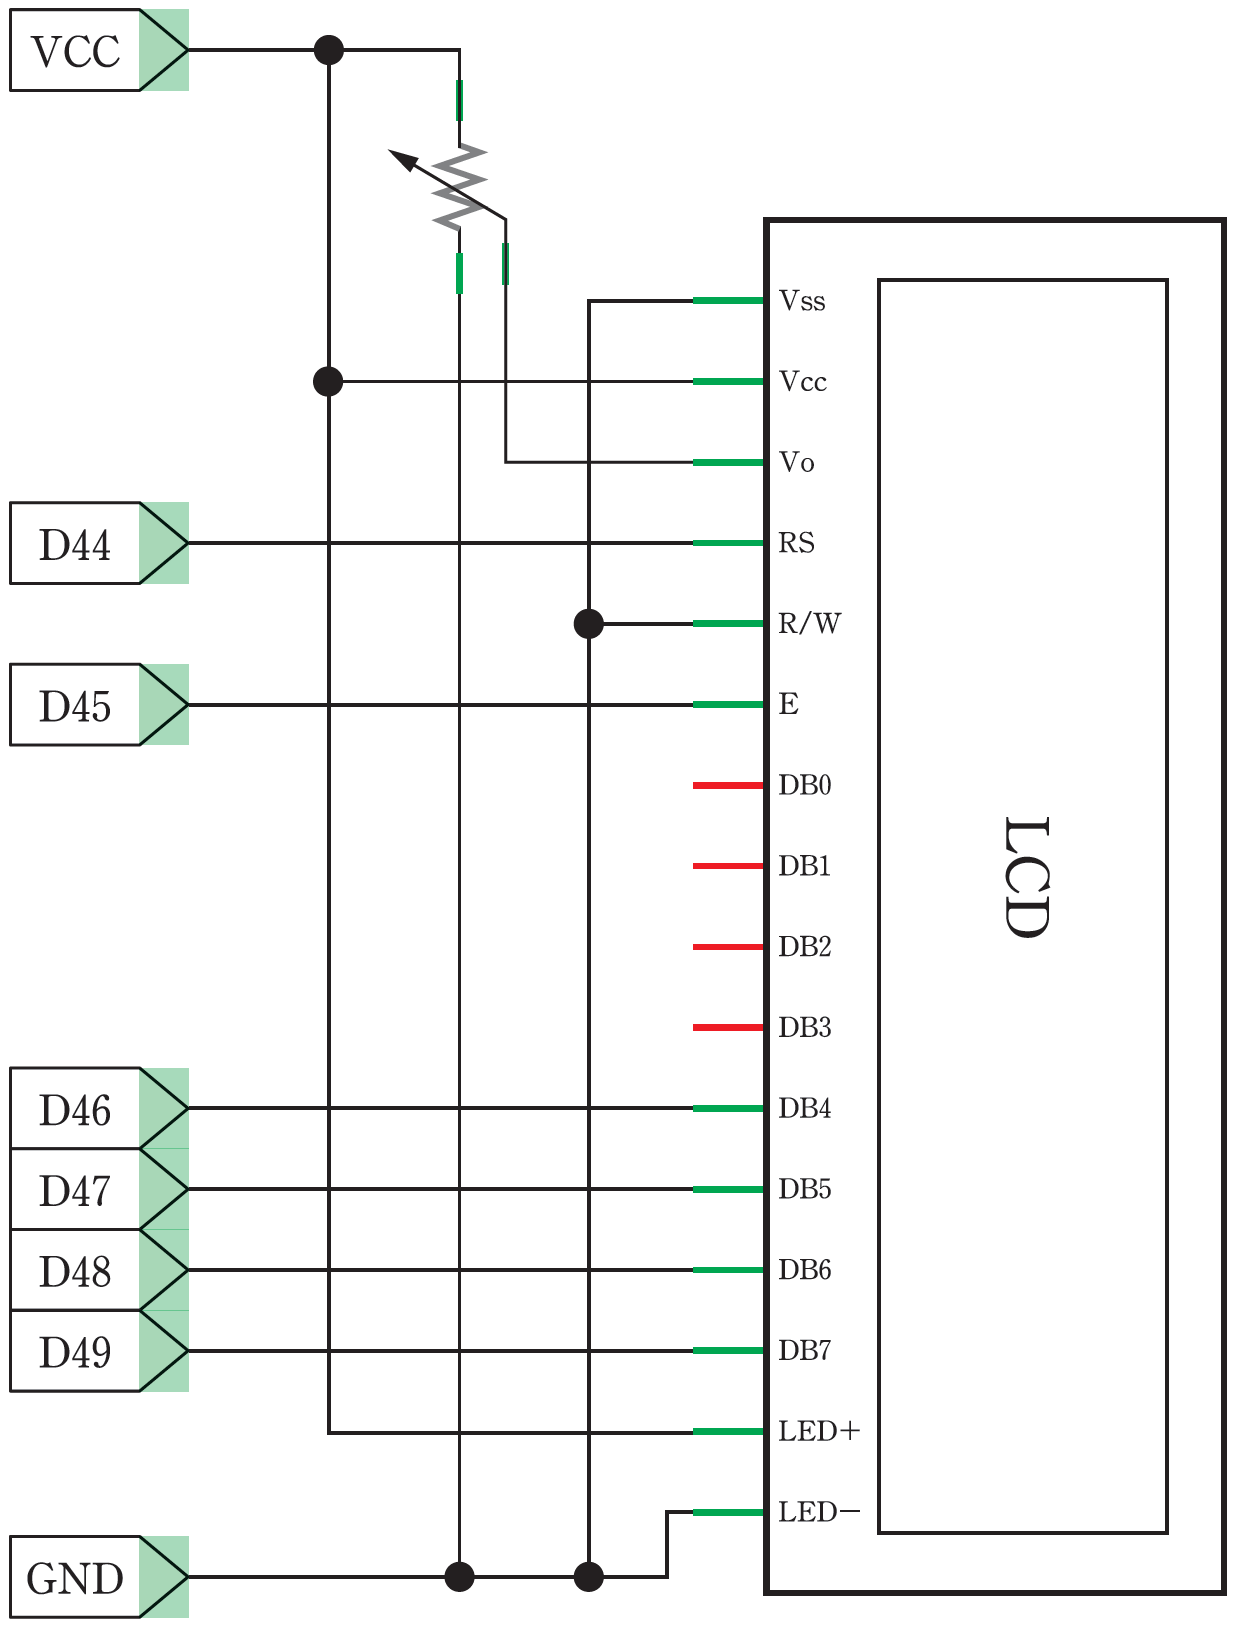 VCC
D44
D45
D46
D47
D48
D49
GND
Vss
Vcc
Vo
RS
R/W
E
DB0
DB1
DB2
DB3
DB4
DB5
DB6
DB7
LED+
LED−
LCD